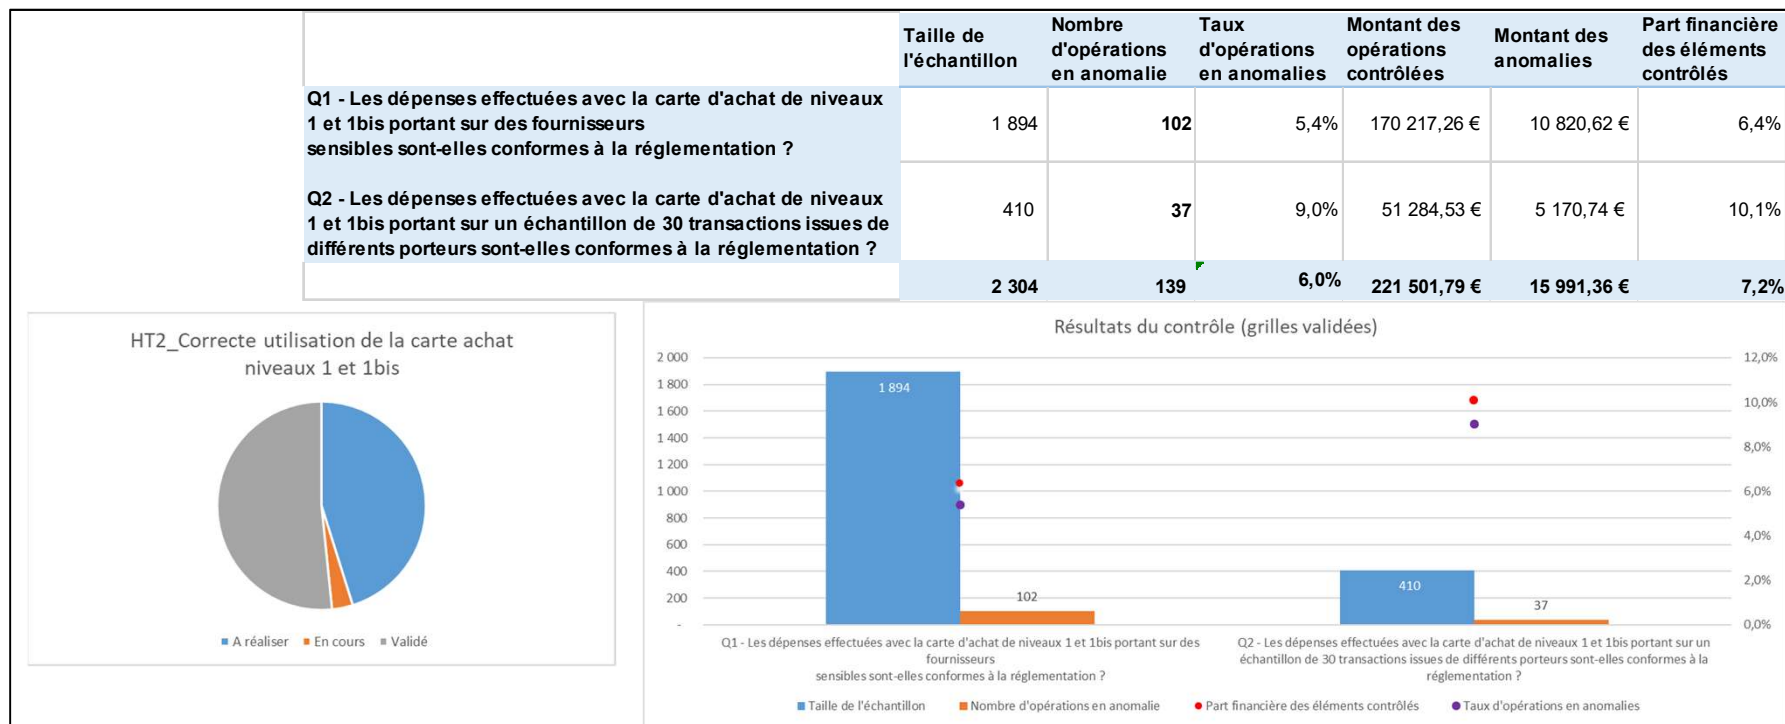 Taille de
l'échantillon
Nombre
d'opérations
en anomalie
Taux
d'opérations
en anomalies
Montant des
opérations
contrôlées
Montant des
anomalies
Part financière
des éléments
contrôlés
Q1 - Les dépenses effectuées avec la carte d'achat de niveaux
1 et 1bis portant sur des fournisseurs
sensibles sont-elles conformes à la réglementation ?
1 894
102
5,4%
170 217,26 €
10 820,62 €
6,4%
Q2 - Les dépenses effectuées avec la carte d'achat de niveaux
1 et 1bis portant sur un échantillon de 30 transactions issues de
différents porteurs sont-elles conformes à la réglementation ?
410
37
9,0%
51 284,53 €
5 170,74 €
10,1%
2 304
139
6,0%
221 501,79 €
15 991,36 €
7,2%
HT2_Correcte utilisation de la carte achat
niveaux 1 et 1bis
A réaliser
En cours
Validé
Résultats du contrôle (grilles validées)
2 000
1 800
1 600
1 400
1 200
1 000
800
600
400
200
-
12,0%
10,0%
8,0%
6,0%
4,0%
2,0%
0,0%
1 894
102
410
37
Q1 - Les dépenses effectuées avec la carte d'achat de niveaux 1 et 1bis portant sur des
fournisseurs
sensibles sont-elles conformes à la réglementation ?
Q2 - Les dépenses effectuées avec la carte d'achat de niveaux 1 et 1bis portant sur un
échantillon de 30 transactions issues de différents porteurs sont-elles conformes à la
réglementation ?
Taille de l'échantillon
Nombre d'opérations en anomalie
Part financière des éléments contrôlés
Taux d'opérations en anomalies